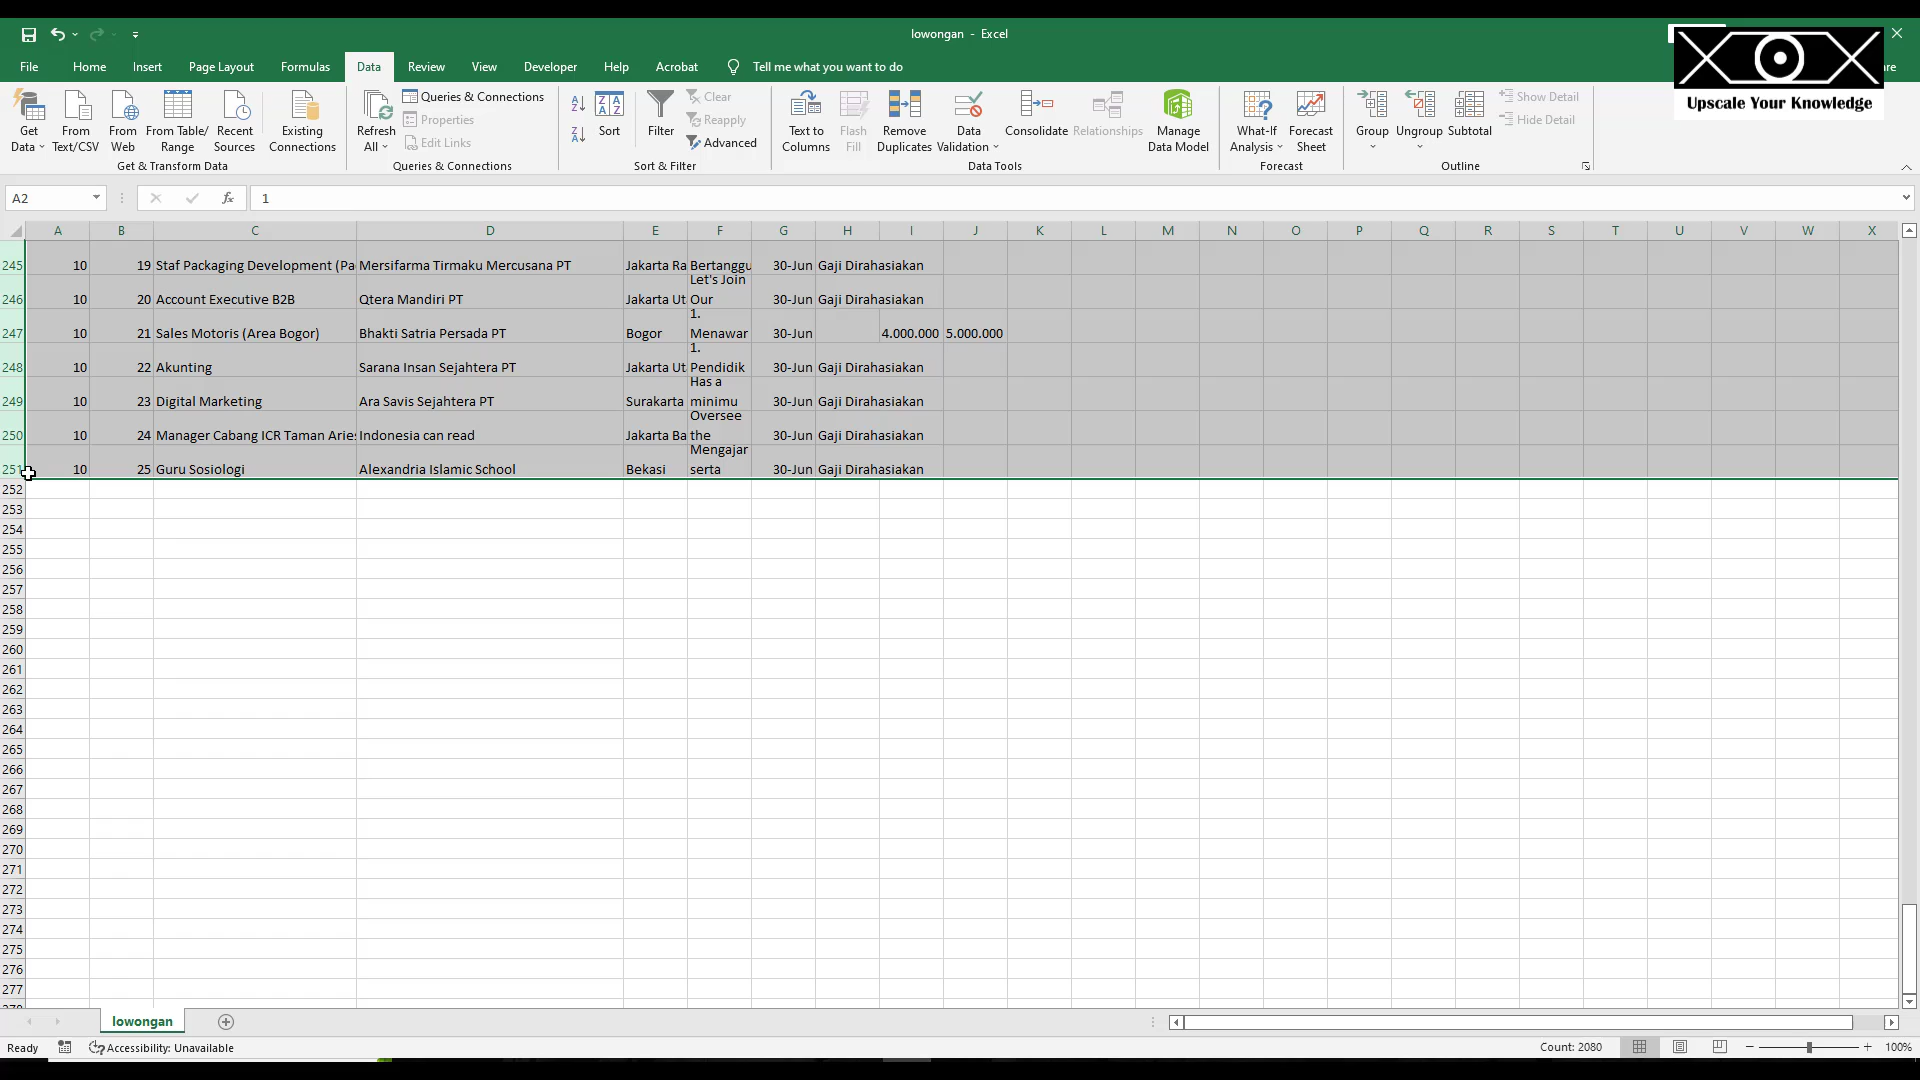 lowongan - Excel
File Home Insert Page Layout Formulas Data Review View Developer Help Acrobat Tell me what you want to do
XOX
Upscale Your Knowledge
Get Data
From Text/CSV
From Web
From Table/ Range
Recent Sources
Existing Connections
Get & Transform Data
Refresh All
Queries & Connections
Properties
Edit Links
Queries & Connections
Sort
Filter
Clear
Reapply
Advanced
Sort & Filter
Text to Columns
Flash Fill
Remove Duplicates
Data Validation
Consolidate
Relationships
Manage Data Model
Data Tools
What-If Analysis
Forecast Sheet
Forecast
Group
Ungroup
Subtotal
Show Detail
Hide Detail
Outline
A2 fx 1
A B C D E F G H I J K L M N O P Q R S T U V W X
245 10 19 Staf Packaging Development (Pa Mersifarma Tirmaku Mercusana PT Jakarta Ra Bertanggu 30-Jun Gaji Dirahasiakan
246 10 20 Account Executive B2B Qtera Mandiri PT Jakarta Ut Let's Join Our 30-Jun Gaji Dirahasiakan
247 10 21 Sales Motoris (Area Bogor) Bhakti Satria Persada PT Bogor 1. Menawar 30-Jun 4.000.000 5.000.000
248 10 22 Akunting Sarana Insan Sejahtera PT Jakarta Ut 1. Pendidik 30-Jun Gaji Dirahasiakan
249 10 23 Digital Marketing Ara Savis Sejahtera PT Surakarta Has a minimu 30-Jun Gaji Dirahasiakan
250 10 24 Manager Cabang ICR Taman Aries Indonesia can read Jakarta Ba Oversee the 30-Jun Gaji Dirahasiakan
251 10 25 Guru Sosiologi Alexandria Islamic School Bekasi Mengajar serta 30-Jun Gaji Dirahasiakan
252
253
254
255
256
257
258
259
260
261
262
263
264
265
266
267
268
269
270
271
272
273
274
275
276
277
lowongan
Ready Accessibility: Unavailable Count: 2080 100%